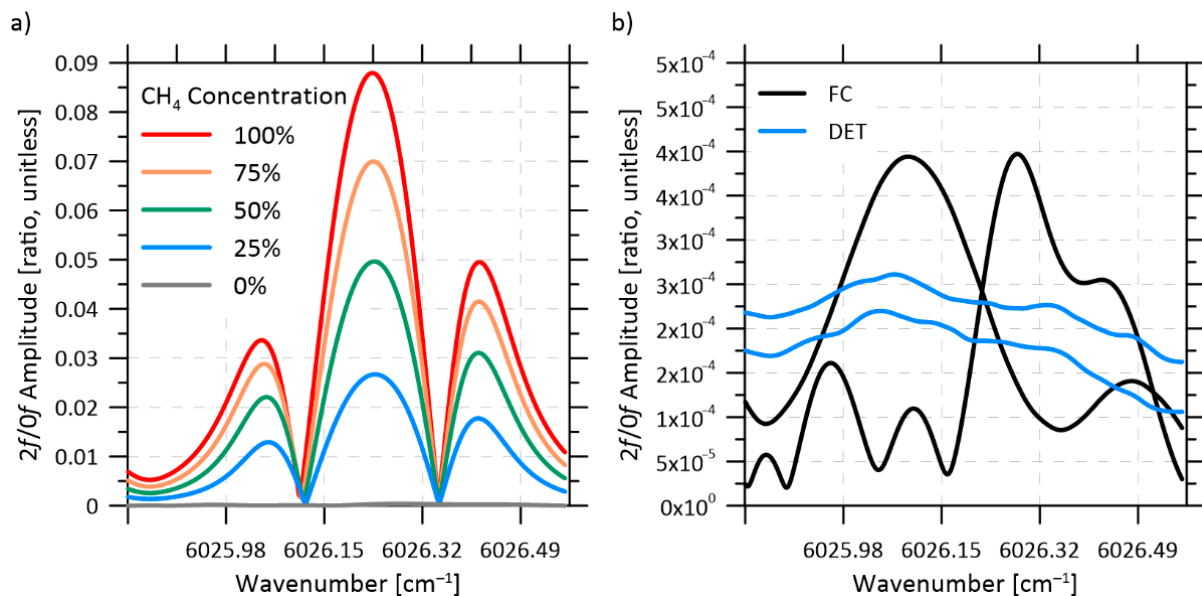 a)
2f/0f Amplitude [ratio, unitless]
0.09
0.08
0.07
0.06
0.05
0.04
0.03
0.02
0.01
0
CH₄ Concentration
100%
75%
50%
25%
0%
6025.98 6026.15 6026.32 6026.49
Wavenumber [cm⁻¹]
b)
2f/0f Amplitude [ratio, unitless]
5x10⁻⁴
5x10⁻⁴
4x10⁻⁴
4x10⁻⁴
3x10⁻⁴
3x10⁻⁴
2x10⁻⁴
2x10⁻⁴
1x10⁻⁴
5x10⁻⁵
0x10⁰
FC
DET
6025.98 6026.15 6026.32 6026.49
Wavenumber [cm⁻¹]